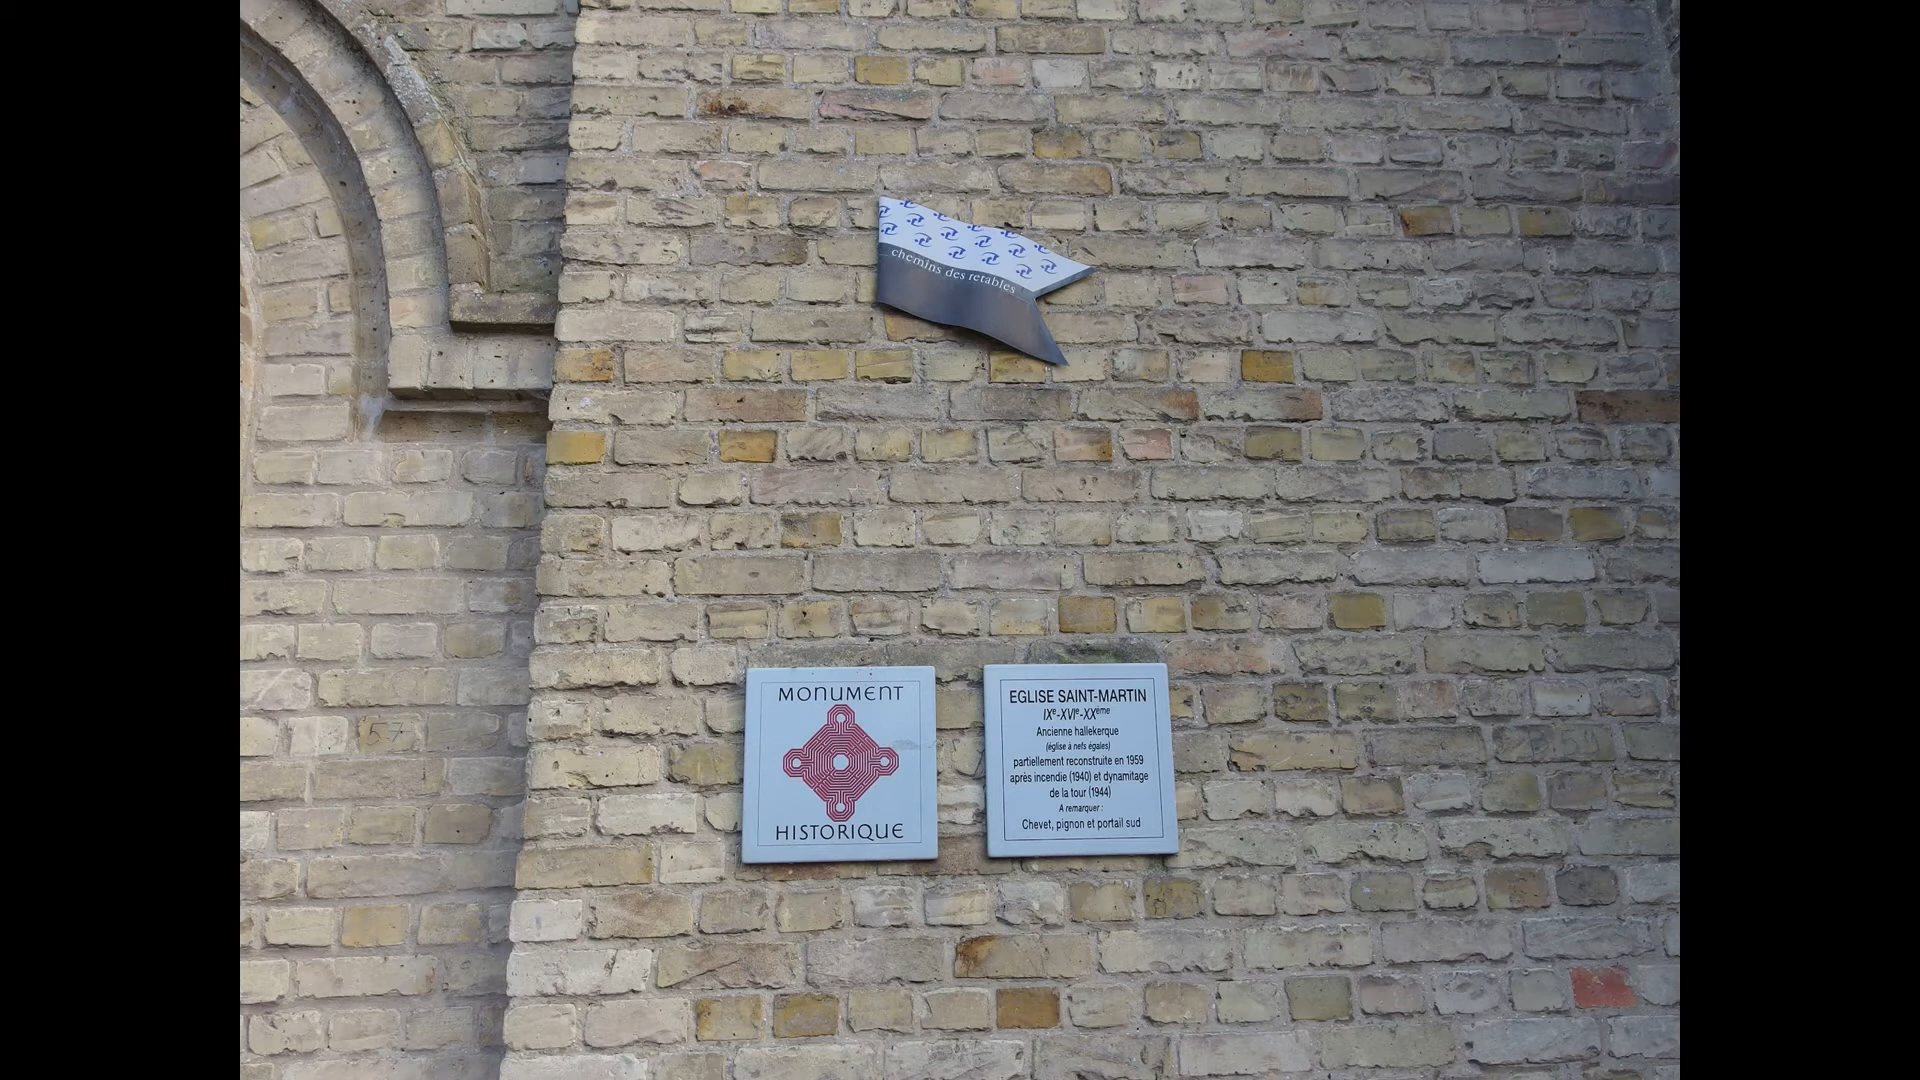 chemins des retables
MONUMENT
HISTORIQUE
EGLISE SAINT-MARTIN
IXe-XVIe-XXème
Ancienne hallekerque
(église à nefs égales)
partiellement reconstruite en 1959
après incendie (1940) et dynamitage
de la tour (1944)
A remarquer :
Chevet, pignon et portail sud
57